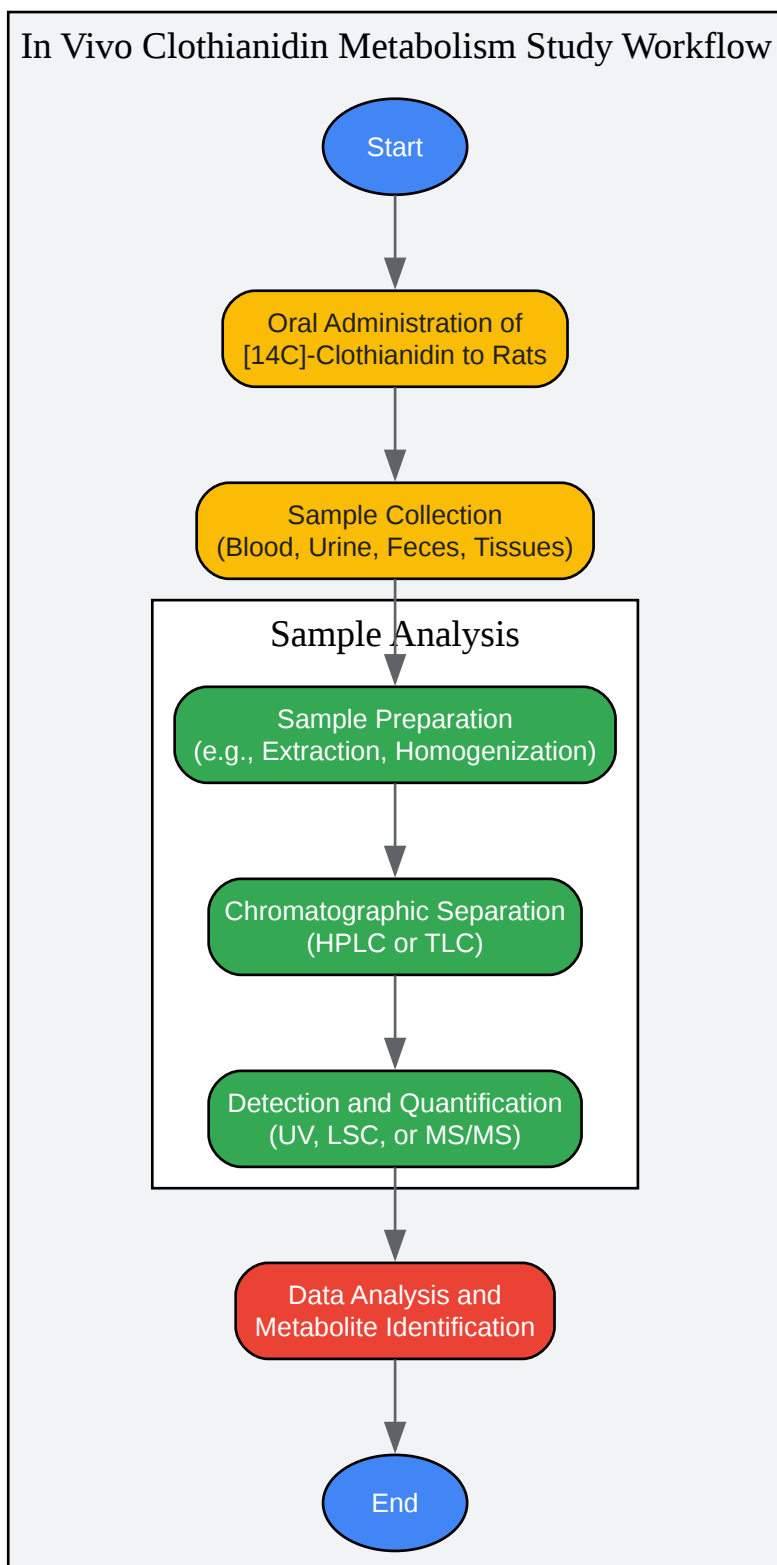 In Vivo Clothianidin Metabolism Study Workflow
Start
Oral Administration of
[14C]-Clothianidin to Rats
Sample Collection
(Blood, Urine, Feces, Tissues)
Sample Analysis
Sample Preparation
(e.g., Extraction, Homogenization)
Chromatographic Separation
(HPLC or TLC)
Detection and Quantification
(UV, LSC, or MS/MS)
Data Analysis and
Metabolite Identification
End